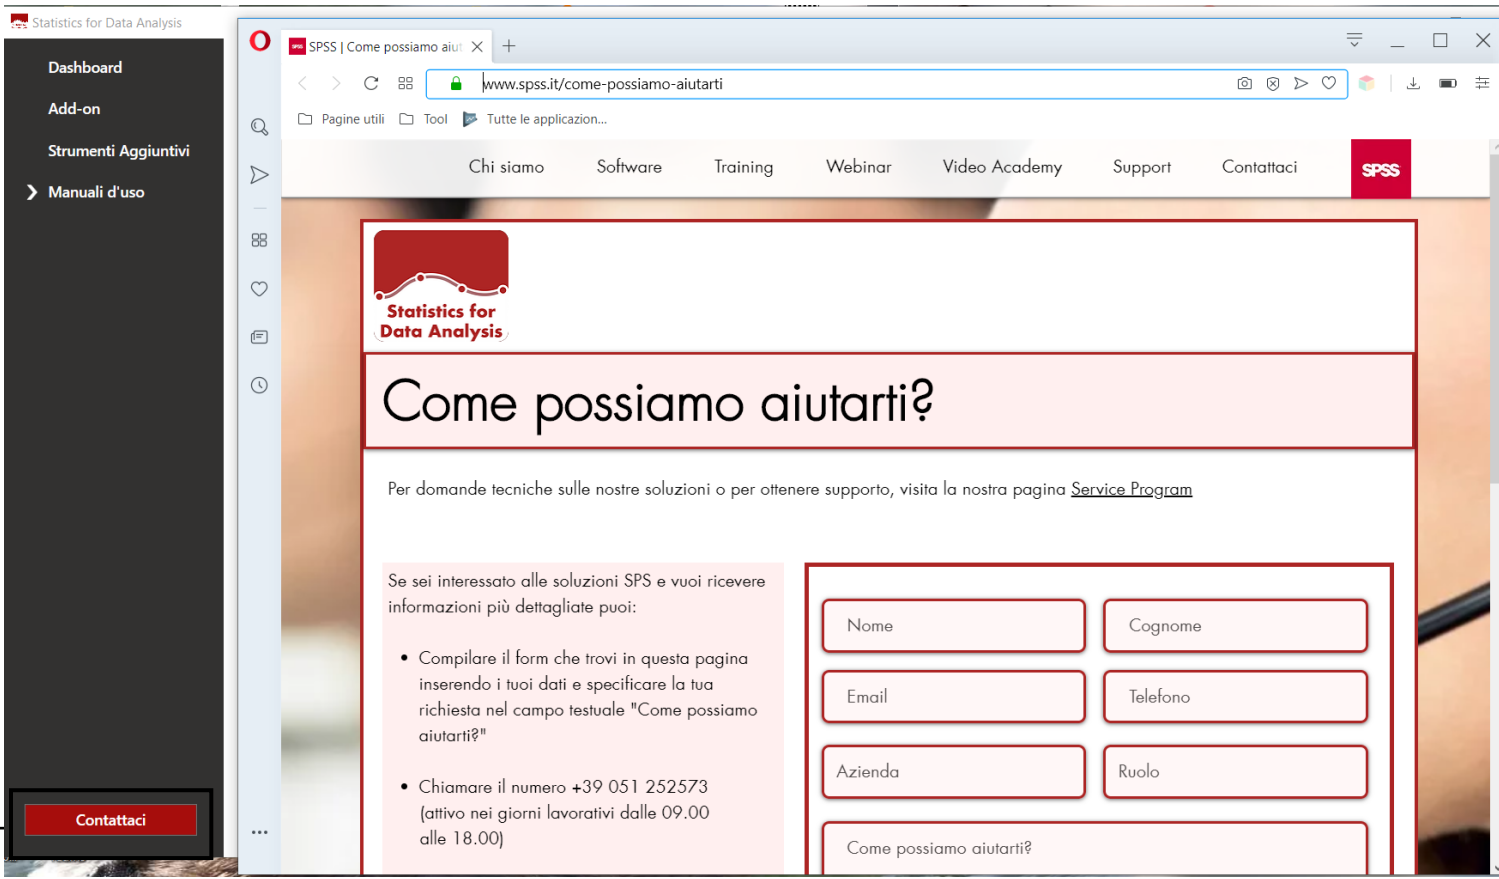 Statistics for Data Analysis
Dashboard
Add-on
Strumenti Aggiuntivi
Manuali d'uso
Contattaci
SPSS | Come possiamo aiut
www.spss.it/come-possiamo-aiutarti
Pagine utili
Tool
Tutte le applicazion...
Chi siamo
Software
Training
Webinar
Video Academy
Support
Contattaci
SPSS
Statistics for
Data Analysis
Come possiamo aiutarti?
Per domande tecniche sulle nostre soluzioni o per ottenere supporto, visita la nostra pagina Service Program
Se sei interessato alle soluzioni SPS e vuoi ricevere
informazioni più dettagliate puoi:
• Compilare il form che trovi in questa pagina
inserendo i tuoi dati e specificare la tua
richiesta nel campo testuale "Come possiamo
aiutarti?"
• Chiamare il numero +39 051 252573
(attivo nei giorni lavorativi dalle 09.00
alle 18.00)
Nome
Cognome
Email
Telefono
Azienda
Ruolo
Come possiamo aiutarti?